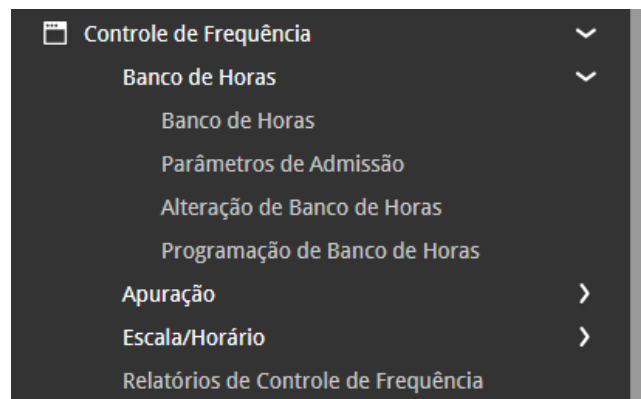 Controle de Frequência
Banco de Horas
Banco de Horas
Parâmetros de Admissão
Alteração de Banco de Horas
Programação de Banco de Horas
Apuração
Escala/Horário
Relatórios de Controle de Frequência